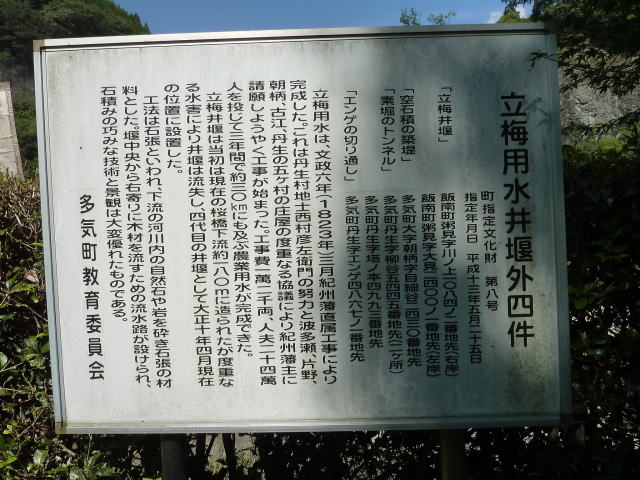 立梅用水井堰外四件
町指定文化財　第八号
指定年月日　平成十三年五月二十五日
「立梅井堰」
飯南町粥見字川ノ上二〇八四ノ二番地先(右岸)
飯南町粥見字大見二四〇〇ノ一番地先(左岸)
「空石積の築堤」
多気町大字朝柄字自細谷二四三〇番地先
多気町丹生字柳谷五四四五番地先(二ヶ所)
「素堀のトンネル」
多気町丹生字塔ノ本四九九三番地先
「エンゲの切り通し」
多気町丹生字エンゲ四八六七ノ一番地先
立梅用水は、文政六年(1823年)三月紀州藩直属工事により
完成した。これは丹生村地士西村彦左衛門の努力と波多瀬、片野、
朝柄、古江、丹生の五ヶ村の庄屋の度重なる協議により紀州藩主に
請願しようやく工事が始まった。工事費一萬二千両、人夫二十四萬
人を投じて三年間で約三〇kmにも及ぶ農業用水が完成できた。
立梅井堰は当初は現在の桜橋下流約一八〇mに造られたが度重な
る水害により井堰は流失し、四代目の井堰として大正十年四月現在
の位置に設置した。
工法は石張といわれ、下流の河川内の自然石や岩を砕き石張の材
料とした。堰中央から右寄りに木材を流すための流水路が設けられ、
石積みの巧みな技術と景観は大変優れたものである。
多気町教育委員会